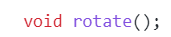 void rotate();